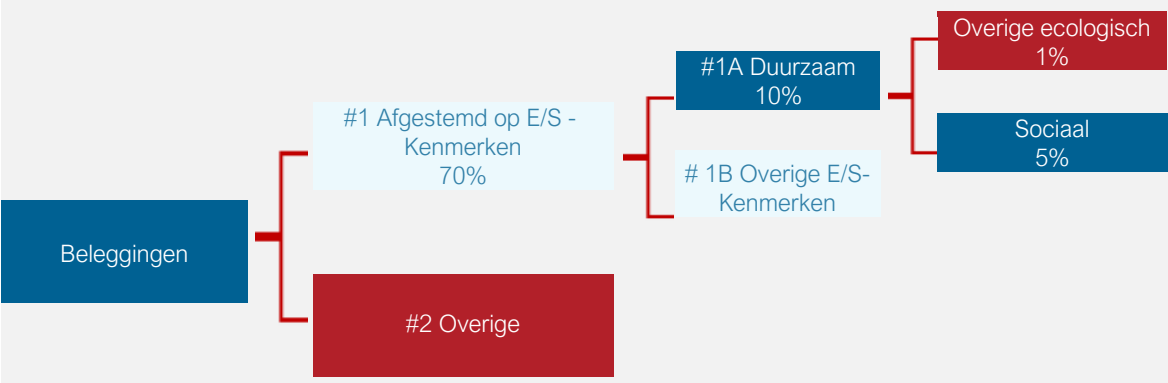 Beleggingen
#1 Afgestemd op E/S -
Kenmerken
70%
#2 Overige
#1A Duurzaam
10%
# 1B Overige E/S-
Kenmerken
Overige ecologisch
1%
Sociaal
5%